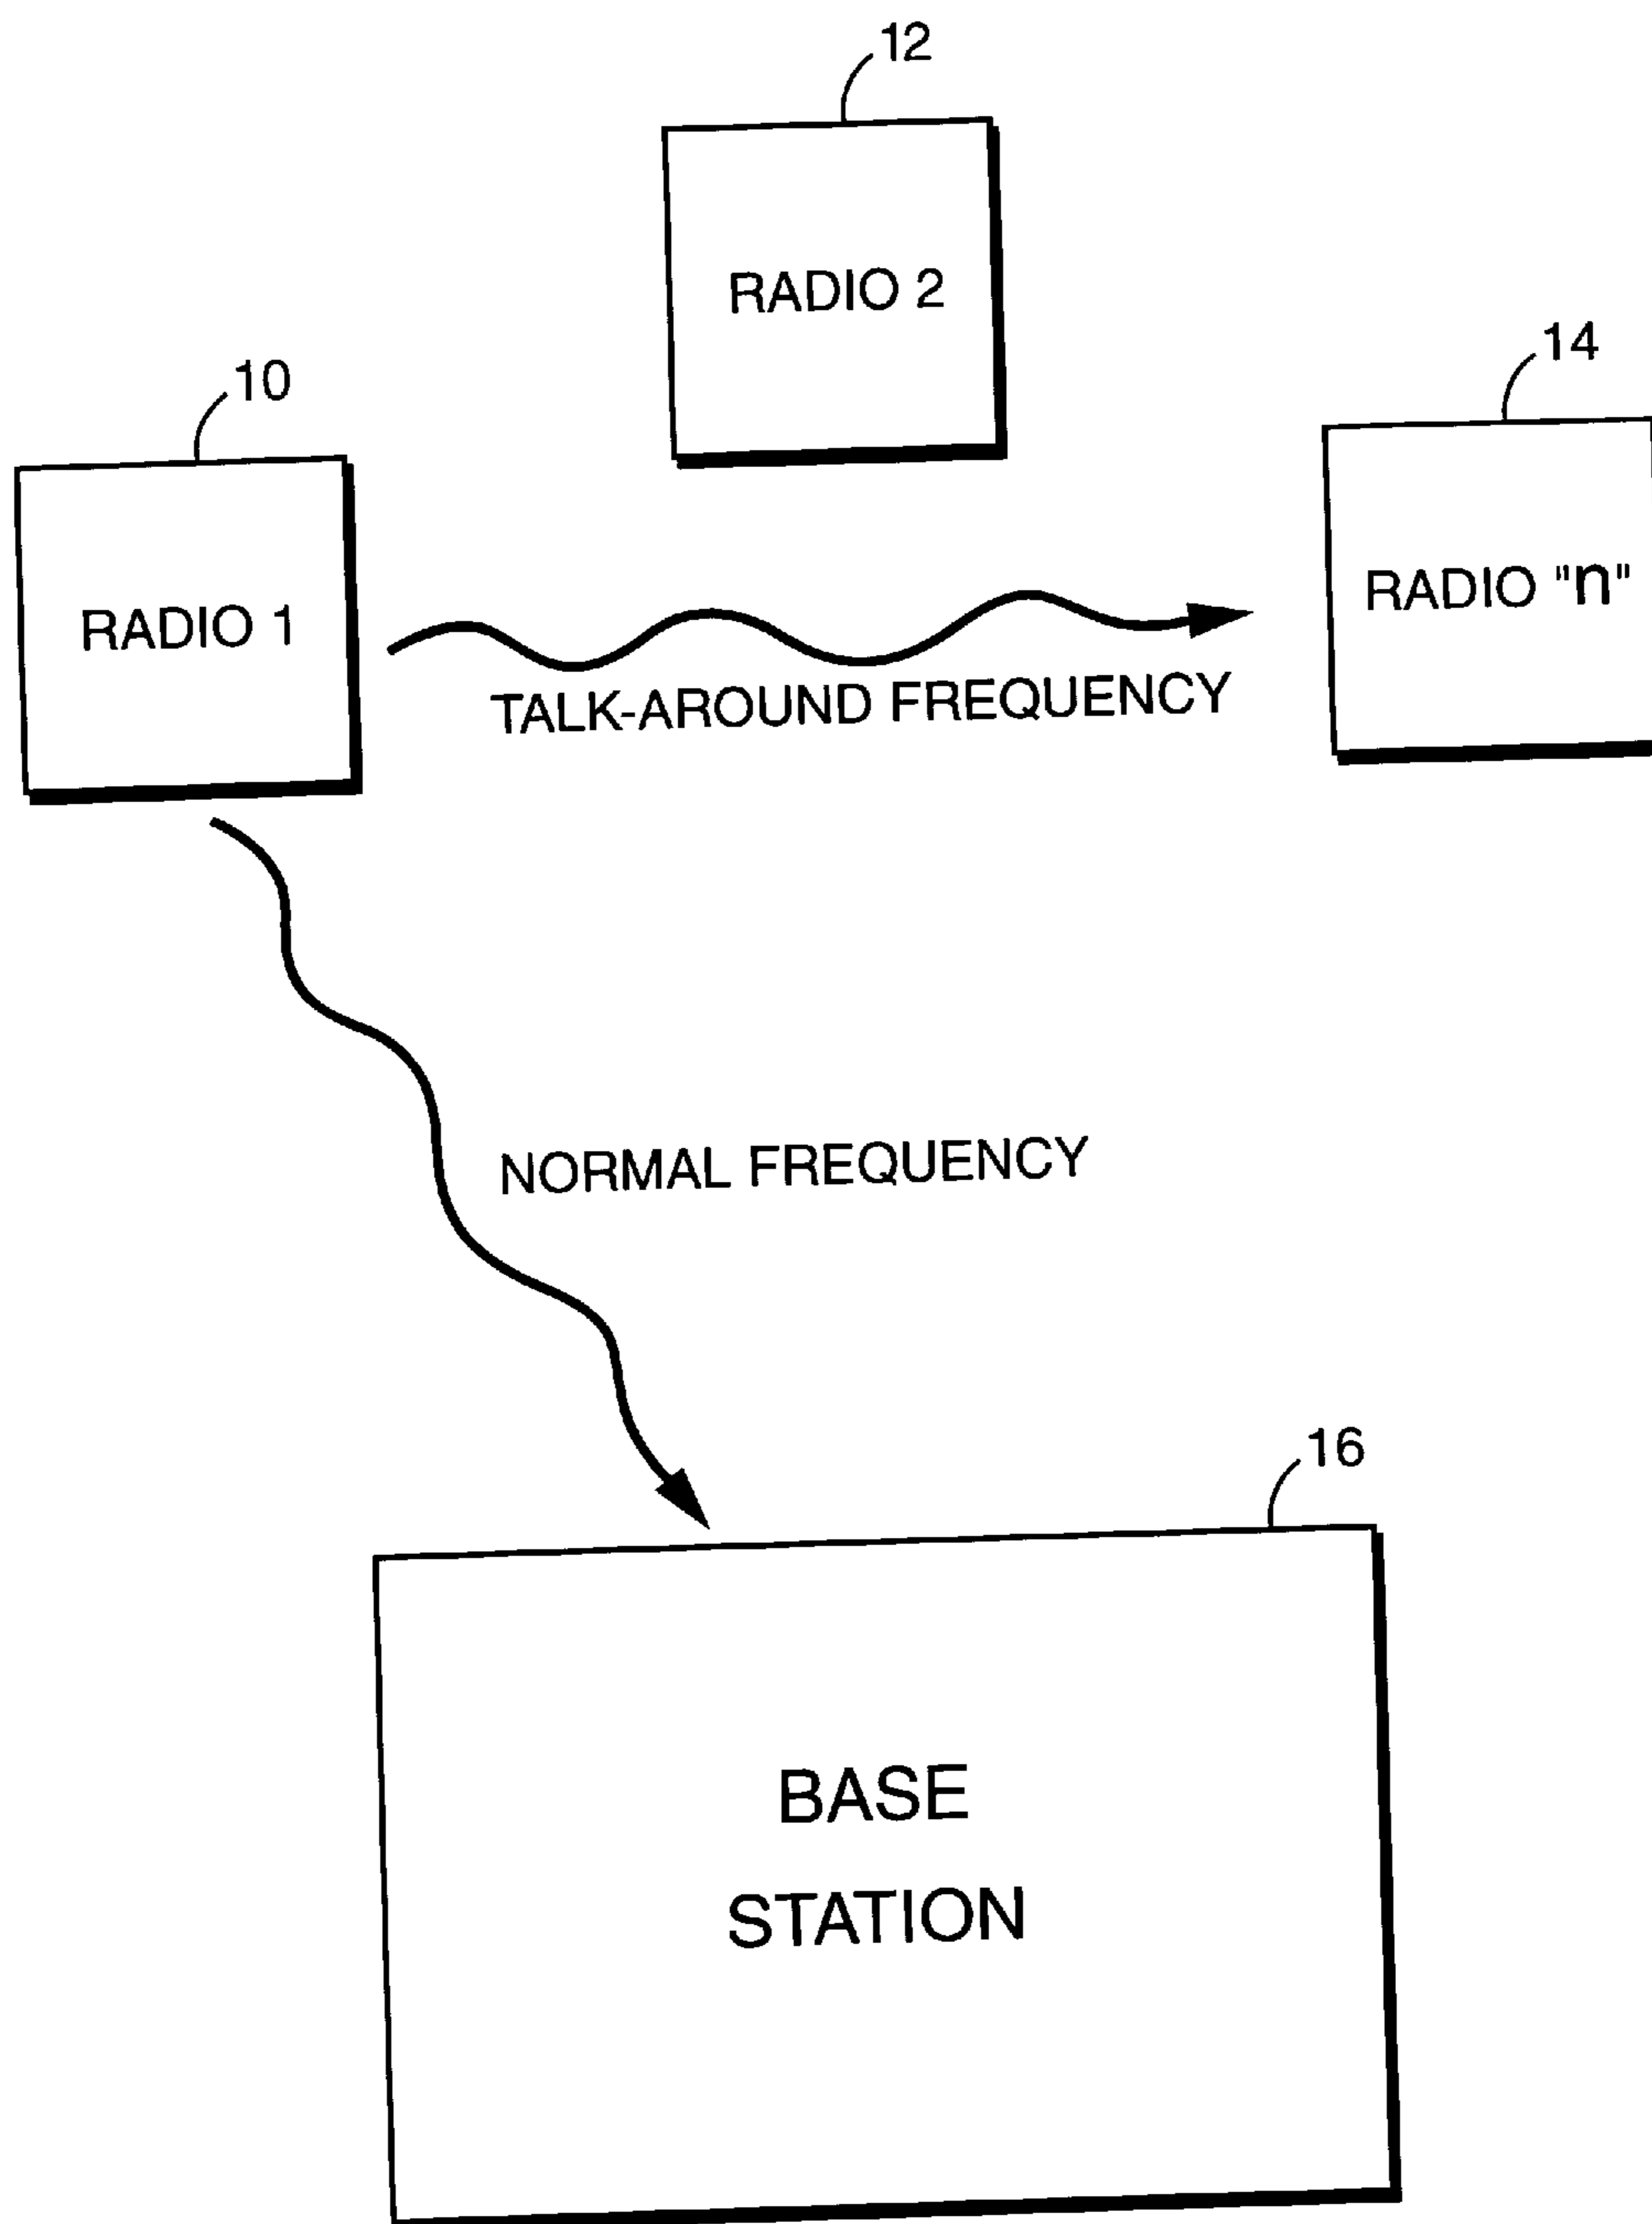 12
RADIO 2
14
10
RADIO "n"
RADIO 1
TALK-AROUND FREQUENCY
NORMAL FREQUENCY
16
BASE
STATION